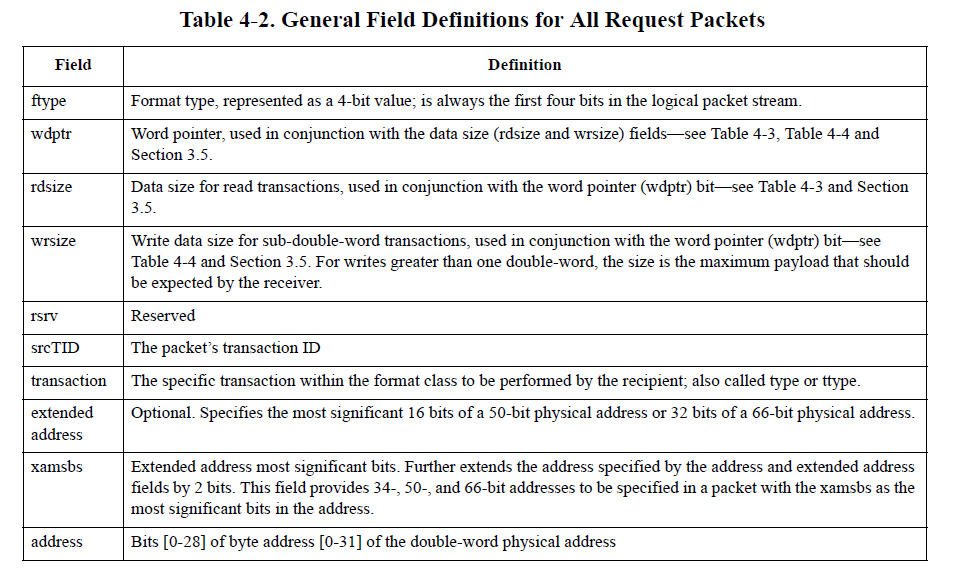 Table 4-2. General Field Definitions for All Request Packets
Field Definition
ftype Format type, represented as a 4-bit value; is always the first four bits in the logical packet stream.
wdptr Word pointer, used in conjunction with the data size (rdsize and wrsize) fields—see Table 4-3, Table 4-4 and
Section 3.5.
rdsize Data size for read transactions, used in conjunction with the word pointer (wdptr) bit—see Table 4-3 and Section
3.5.
wrsize Write data size for sub-double-word transactions, used in conjunction with the word pointer (wdptr) bit—see
Table 4-4 and Section 3.5. For writes greater than one double-word, the size is the maximum payload that should
be expected by the receiver.
rsrv Reserved
srcTID The packet’s transaction ID
transaction The specific transaction within the format class to be performed by the recipient; also called type or ttype.
extended Optional. Specifies the most significant 16 bits of a 50-bit physical address or 32 bits of a 66-bit physical address.
address
xamsbs Extended address most significant bits. Further extends the address specified by the address and extended address
fields by 2 bits. This field provides 34-, 50-, and 66-bit addresses to be specified in a packet with the xamsbs as the
most significant bits in the address.
address Bits [0-28] of byte address [0-31] of the double-word physical address